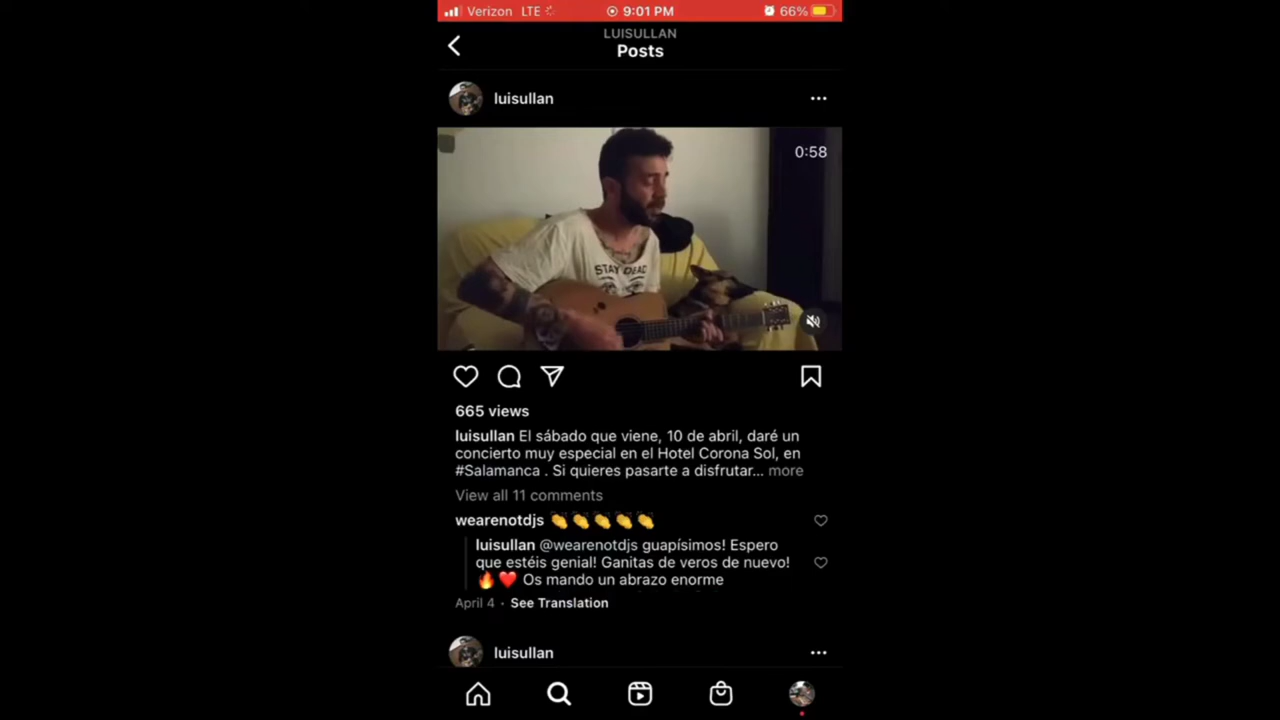 Verizon LTE 9:01 PM 66%
LUISULLAN
Posts
luisullan
0:58
STAY DEAD
665 views
luisullan El sábado que viene, 10 de abril, daré un
concierto muy especial en el Hotel Corona Sol, en
#Salamanca . Si quieres pasarte a disfrutar... more
View all 11 comments
wearenotdjs 👏👏👏👏👏
luisullan @wearenotdjs guapísimos! Espero
que estéis genial! Ganitas de veros de nuevo!
🔥❤️ Os mando un abrazo enorme
April 4 · See Translation
luisullan